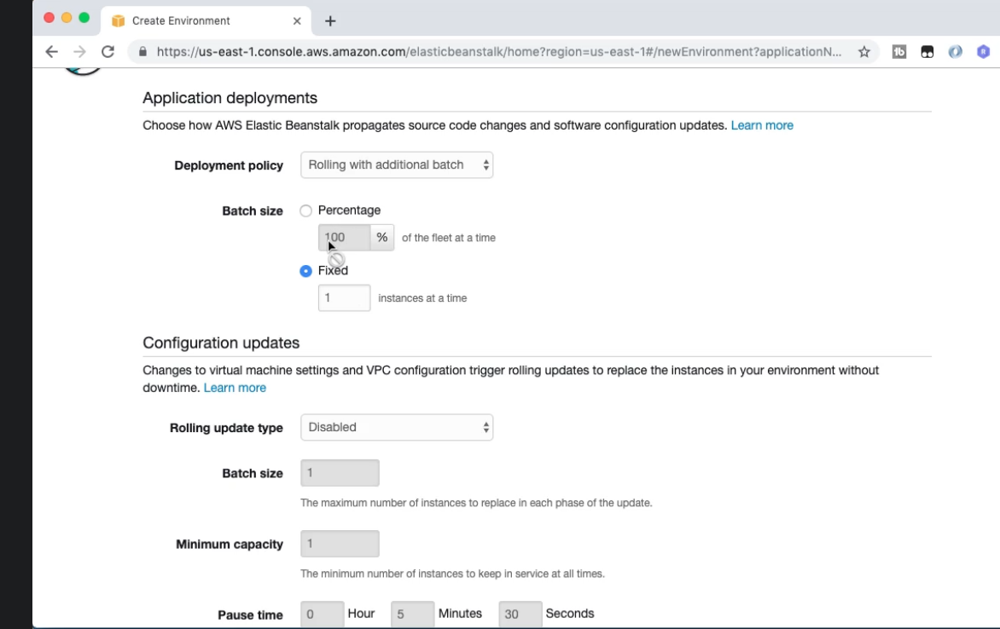 Create Environment
https://us-east-1.console.aws.amazon.com/elasticbeanstalk/home?region=us-east-1#/newEnvironment?applicationN...
Application deployments
Choose how AWS Elastic Beanstalk propagates source code changes and software configuration updates. Learn more
Deployment policy Rolling with additional batch
Batch size Percentage
100 % of the fleet at a time
Fixed
1 instances at a time
Configuration updates
Changes to virtual machine settings and VPC configuration trigger rolling updates to replace the instances in your environment without
downtime. Learn more
Rolling update type Disabled
Batch size 1
The maximum number of instances to replace in each phase of the update.
Minimum capacity 1
The minimum number of instances to keep in service at all times.
Pause time 0 Hour 5 Minutes 30 Seconds